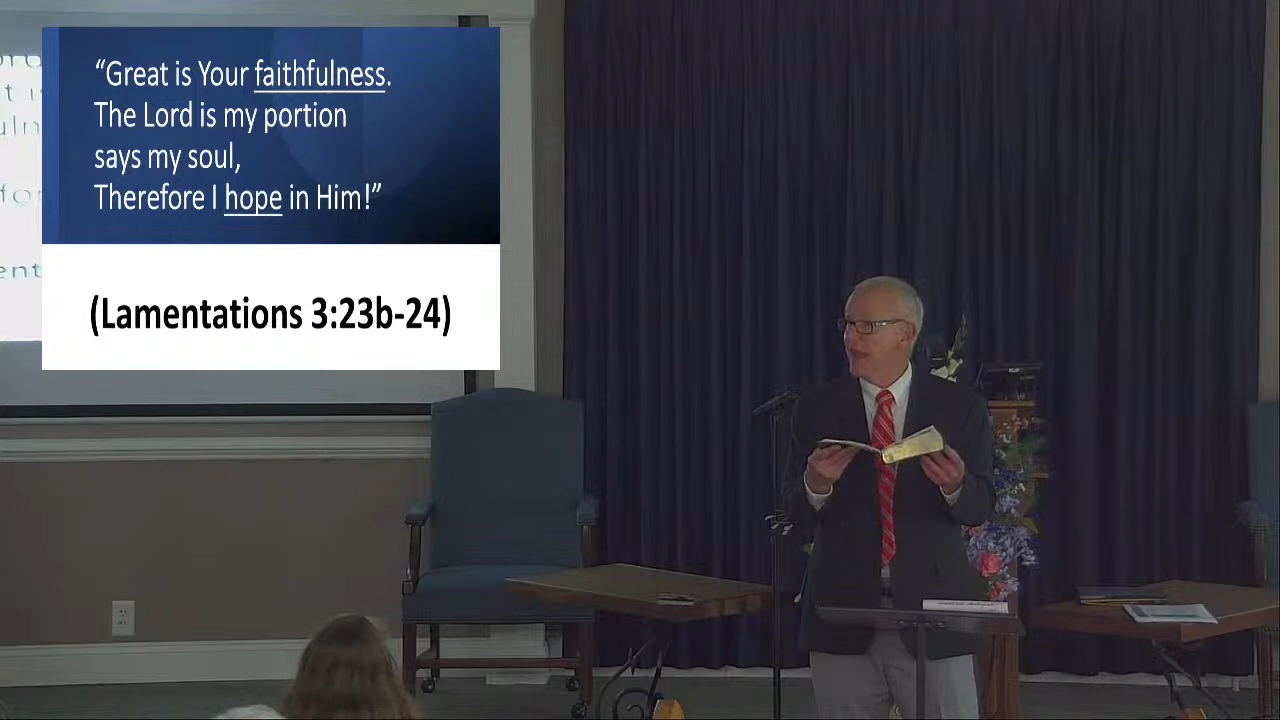 “Great is Your faithfulness.
The Lord is my portion
says my soul,
Therefore I hope in Him!”
(Lamentations 3:23b-24)